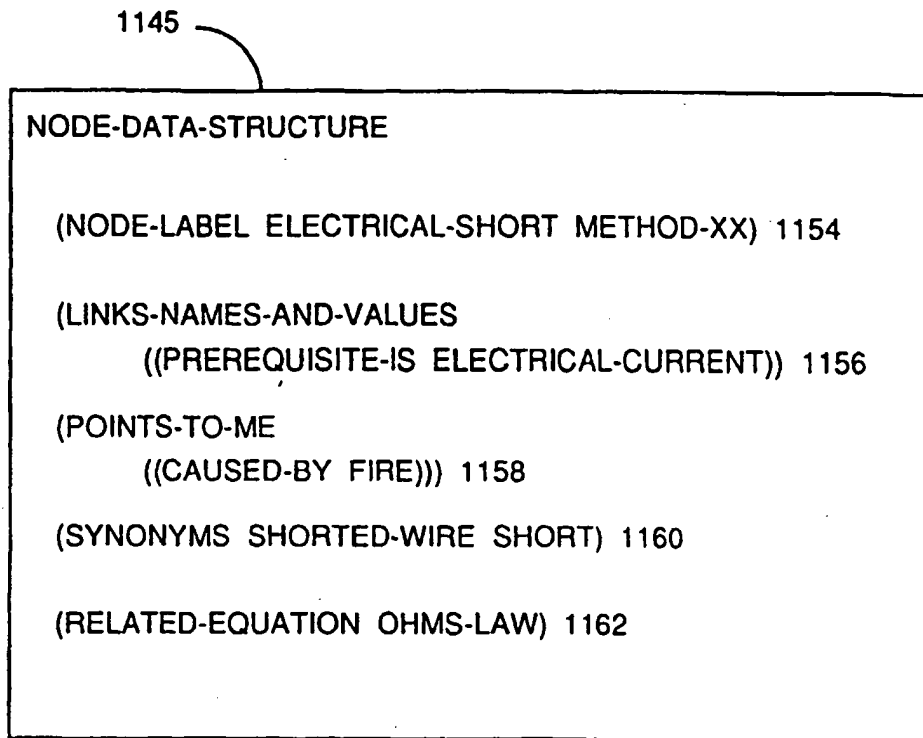 1145
NODE-DATA-STRUCTURE
(NODE-LABEL ELECTRICAL-SHORT METHOD-XX) 1154
(LINKS-NAMES-AND-VALUES
((PREREQUISITE-IS ELECTRICAL-CURRENT)) 1156
(POINTS-TO-ME
((CAUSED-BY FIRE))) 1158
(SYNONYMS SHORTED-WIRE SHORT) 1160
(RELATED-EQUATION OHMS-LAW) 1162